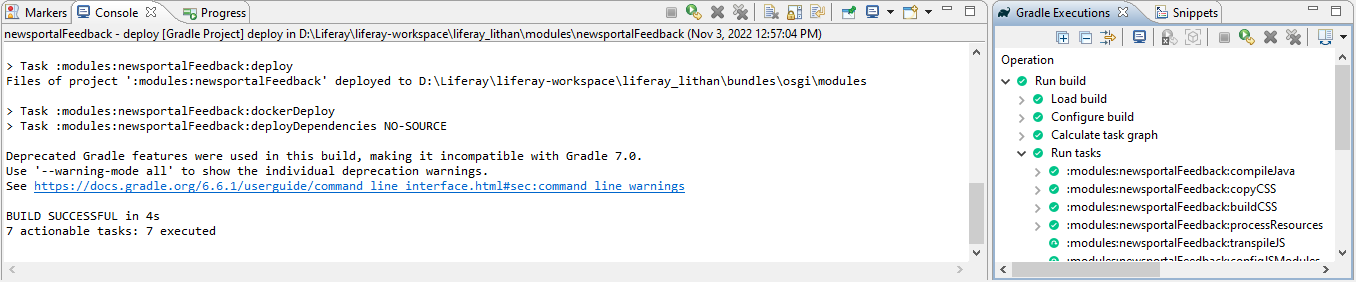 Markers
Console
Progress
newsportalFeedback - deploy [Gradle Project] deploy in D:\Liferay\liferay-workspace\liferay_lithan\modules\newsportalFeedback (Nov 3, 2022 12:57:04 PM)
> Task :modules:newsportalFeedback:deploy
Files of project ':modules:newsportalFeedback' deployed to D:\Liferay\liferay-workspace\liferay_lithan\bundles\osgi\modules
> Task :modules:newsportalFeedback:dockerDeploy
> Task :modules:newsportalFeedback:deployDependencies NO-SOURCE
Deprecated Gradle features were used in this build, making it incompatible with Gradle 7.0.
Use '--warning-mode all' to show the individual deprecation warnings.
See https://docs.gradle.org/6.6.1/userguide/command_line_interface.html#sec:command_line_warnings
BUILD SUCCESSFUL in 4s
7 actionable tasks: 7 executed
Gradle Executions
Snippets
Operation
Run build
Load build
Configure build
Calculate task graph
Run tasks
:modules:newsportalFeedback:compileJava
:modules:newsportalFeedback:copyCSS
:modules:newsportalFeedback:buildCSS
:modules:newsportalFeedback:processResources
:modules:newsportalFeedback:transpileJS
:modules:newsportalFeedback:configJSModules